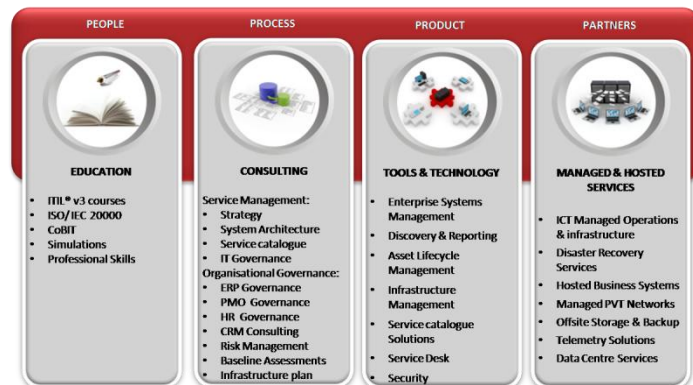 PEOPLE
EDUCATION
• ITIL® v3 courses
• ISO/IEC 20000
• CoBIT
• Simulations
• Professional Skills
PROCESS
CONSULTING
Service Management:
• Strategy
• System Architecture
• Service catalogue
• IT Governance
Organisational Governance:
• ERP Governance
• PMO Governance
• HR Governance
• CRM Consulting
• Risk Management
• Baseline Assessments
• Infrastructure plan
PRODUCT
TOOLS & TECHNOLOGY
• Enterprise Systems
Management
• Discovery & Reporting
• Asset Lifecycle
Management
• Infrastructure
Management
• Service catalogue
Solutions
• Service Desk
• Security
PARTNERS
MANAGED & HOSTED
SERVICES
• ICT Managed Operations
& infrastructure
• Disaster Recovery
Services
• Hosted Business Systems
• Managed PVT Networks
• Offsite Storage & Backup
• Telemetry Solutions
• Data Centre Services